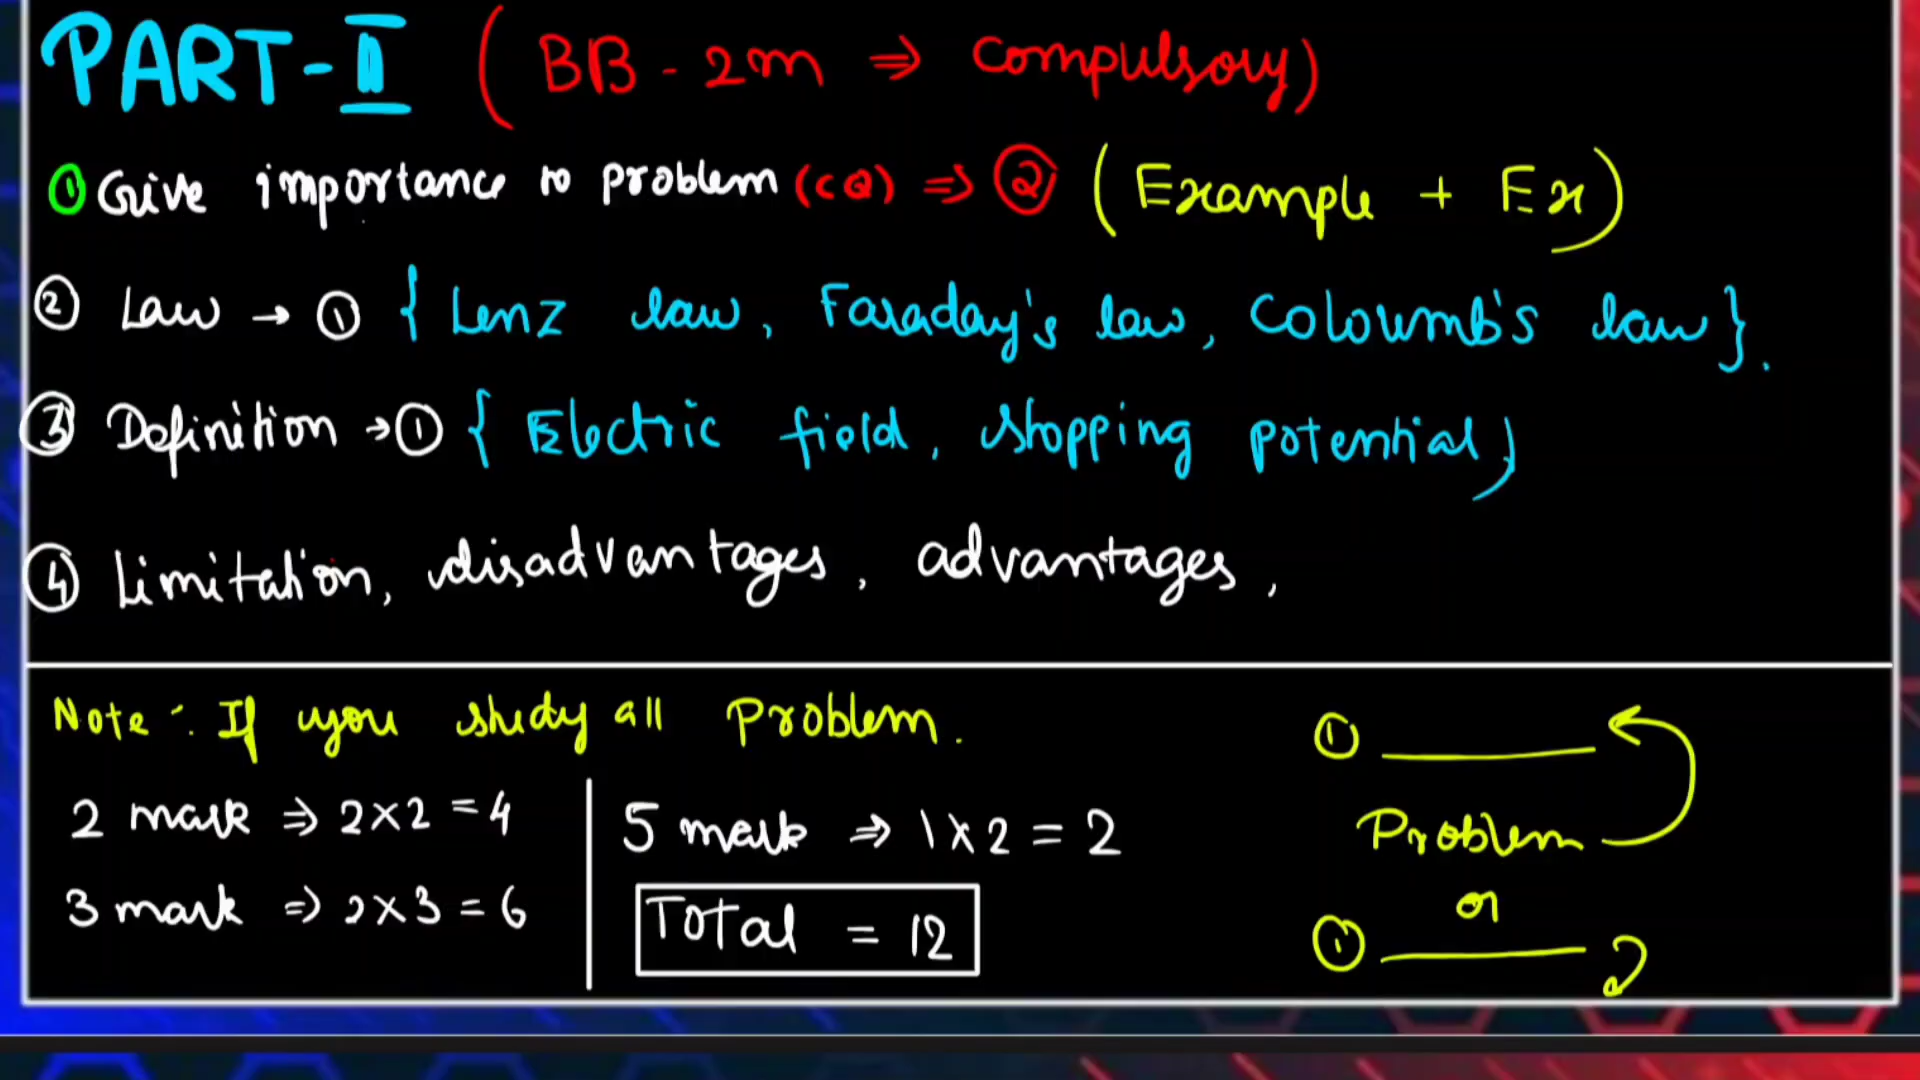 PART-II (BB-2m ⇒ compulsory)
① Give importance to problem (CQ) ⇒ ② (Example + Ex)
② Law → ① { Lenz law, Faraday's law, Coloumb's law }.
③ Definition → ① { Electric field, stopping potential }
④ Limitation, disadvantages, advantages,
Note:- If you study all problem.
2 mark ⇒ 2×2 = 4
3 mark ⇒ 2×3 = 6
5 mark ⇒ 1×2 = 2
Total = 12
①
Problem
or
①